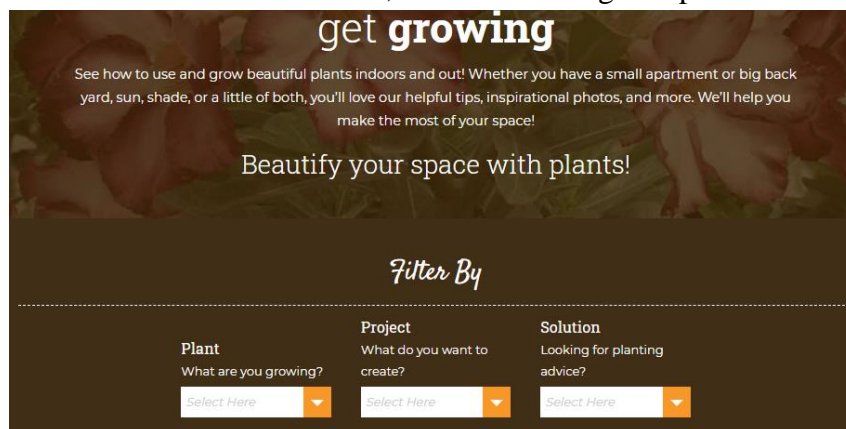 get growing
See how to use and grow beautiful plants indoors and out! Whether you have a small apartment or big back
yard, sun, shade, or a little of both, you'll love our helpful tips, inspirational photos, and more. We'll help you
make the most of your space!
Beautify your space with plants!
Filter By
Plant
What are you growing?
Select Here
Project
What do you want to
create?
Select Here
Solution
Looking for planting
advice?
Select Here